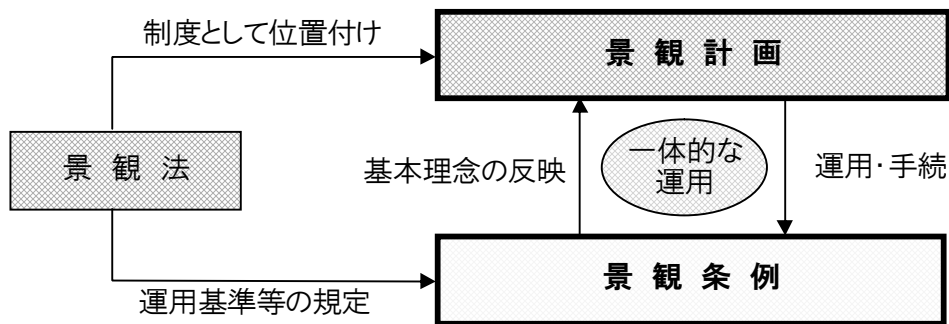 制度として位置付け
景観計画
景観法
基本理念の反映
一体的な
運用
運用・手続
景観条例
運用基準等の規定